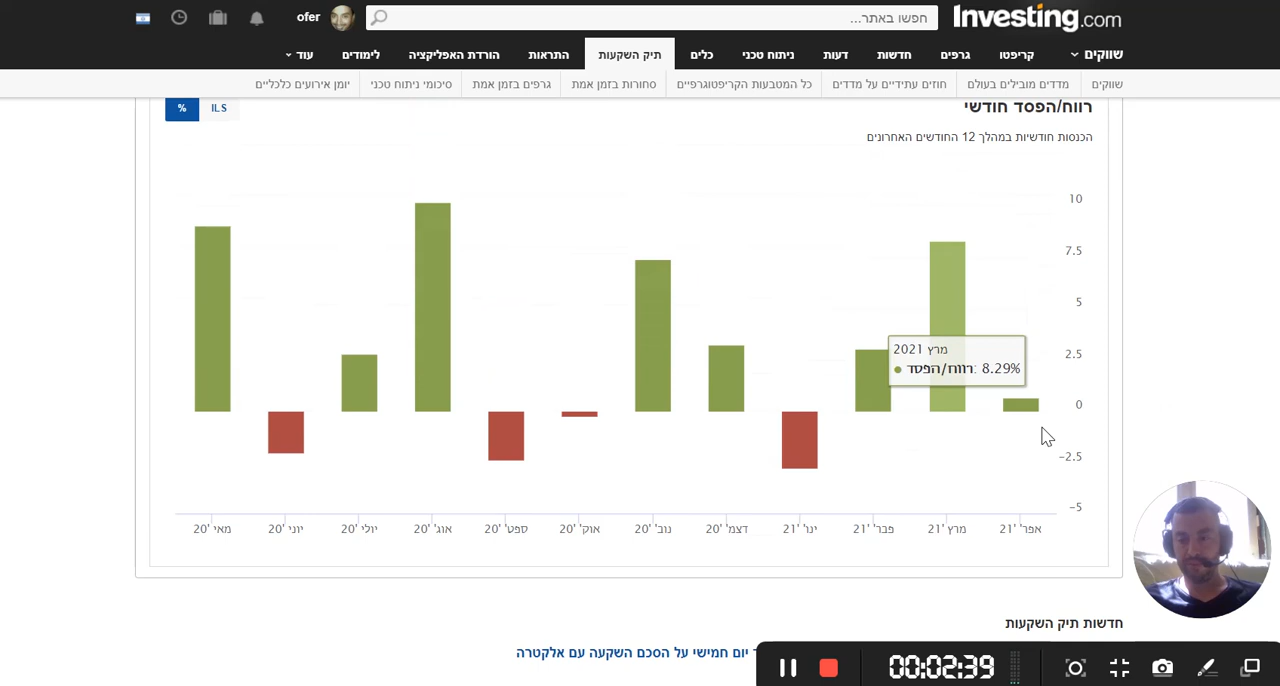 Investing.com
חפשו באתר...
ofer
שווקים
קריפטו
גרפים
חדשות
דעות
ניתוח טכני
כלים
תיק השקעות
התראות
הורדת האפליקציה
לימודים
עוד
שווקים
מדדים מובילים בעולם
חוזים עתידיים על מדדים
כל המטבעות הקריפטוגרפיים
סחורות בזמן אמת
גרפים בזמן אמת
סיכומי ניתוח טכני
יומן אירועים כלכליים
רווח/הפסד חודשי
% ILS
הכנסות חודשיות במהלך 12 החודשים האחרונים
10
7.5
5
2.5
0
-2.5
-5
מרץ 2021
רווח/הפסד: 8.29%
מאי '20
יוני '20
יולי '20
אוג' '20
ספט' '20
אוק' '20
נוב' '20
דצמ' '20
ינו' '21
פבר' '21
מרץ '21
אפר' '21
חדשות תיק השקעות
יום חמישי על הסכם השקעה עם אלקטרה
00:02:39